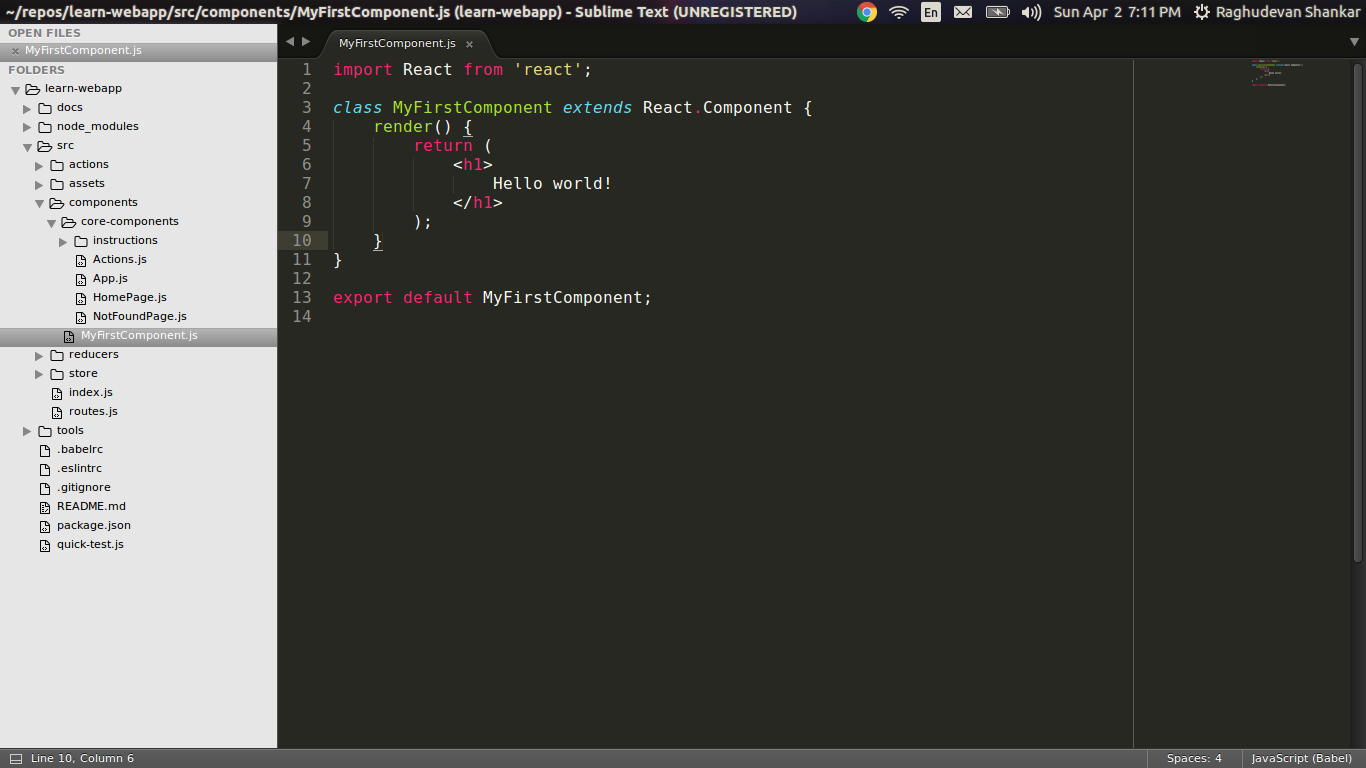 ~/repos/learn-webapp/src/components/MyFirstComponent.js (learn-webapp) - Sublime Text (UNREGISTERED) En Sun Apr 2 7:11 PM Raghudevan Shankar
OPEN FILES
MyFirstComponent.js
FOLDERS
learn-webapp
docs
node_modules
src
actions
assets
components
core-components
instructions
Actions.js
App.js
HomePage.js
NotFoundPage.js
MyFirstComponent.js
reducers
store
index.js
routes.js
tools
.babelrc
.eslintrc
.gitignore
README.md
package.json
quick-test.js
MyFirstComponent.js ×
1 import React from 'react';
2
3 class MyFirstComponent extends React.Component {
4     render() {
5         return (
6             <h1>
7                 Hello world!
8             </h1>
9         );
10     }
11 }
12
13 export default MyFirstComponent;
14
Line 10, Column 6 Spaces: 4 JavaScript (Babel)